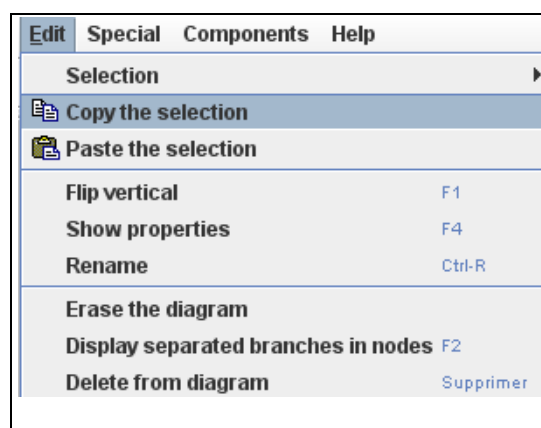 Edit Special Components Help
Selection
Copy the selection
Paste the selection
Flip vertical F1
Show properties F4
Rename Ctrl-R
Erase the diagram
Display separated branches in nodes F2
Delete from diagram Supprimer